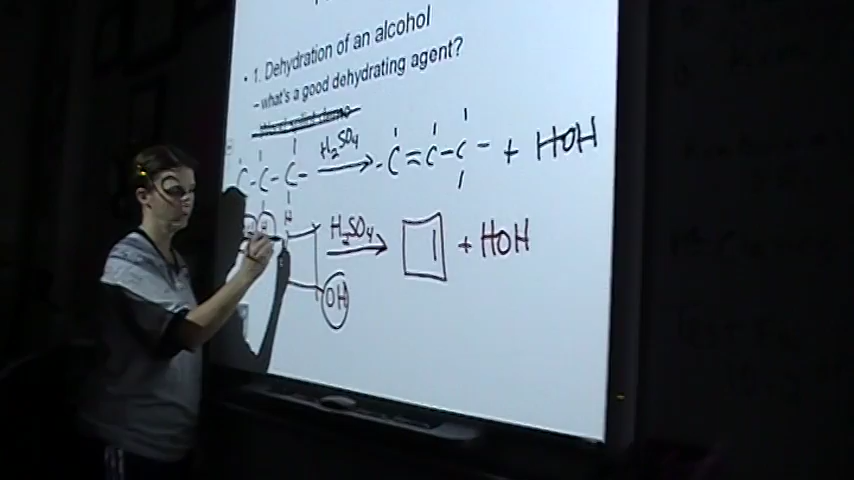 • 1. Dehydration of an alcohol
– what's a good dehydrating agent?
C - C - C - H₂SO₄ → - C = C - C - + HOH
H
H₂SO₄ → + HOH
OH